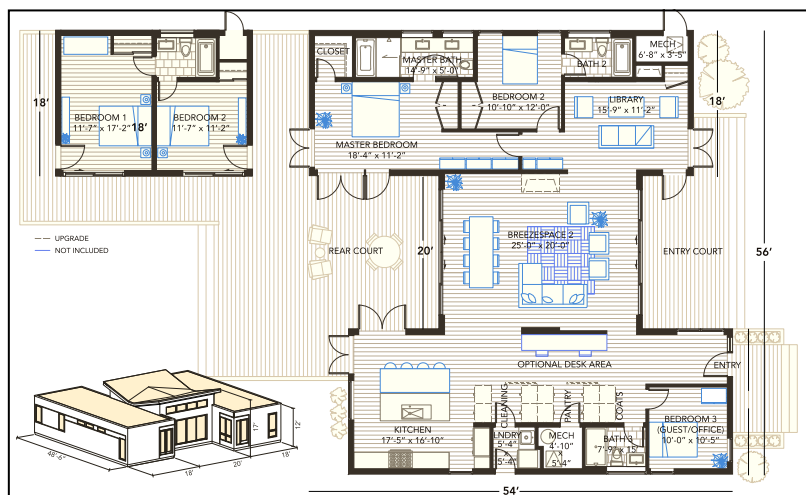 18'
BEDROOM 1
11'-7" x 17'-2"
18'
BEDROOM 2
11'-7" x 11'-2"
CLOSET
MASTER BATH
14'-9" x 5'-0"
BEDROOM 2
10'-10" x 12'-0"
BATH 2
MECH
6'-8" x 3'-5"
LIBRARY
15'-9" x 11'-2"
18'
MASTER BEDROOM
18'-4" x 11'-2"
UPGRADE
NOT INCLUDED
REAR COURT
20'
BREEZESPACE 2
25'-0" x 20'-0"
ENTRY COURT
56'
OPTIONAL DESK AREA
ENTRY
KITCHEN
17'-5" x 16'-10"
CLEANING
PANTRY
COATS
LNDRY
5'-4"
5'-4"
MECH
4'-10"
x
5'-4"
BATH 3
7'-9" x 15'
BEDROOM 3
(GUEST/OFFICE)
10'-0" x 10'-5"
54'
48'-6"
18'
20'
18'
17'
12'